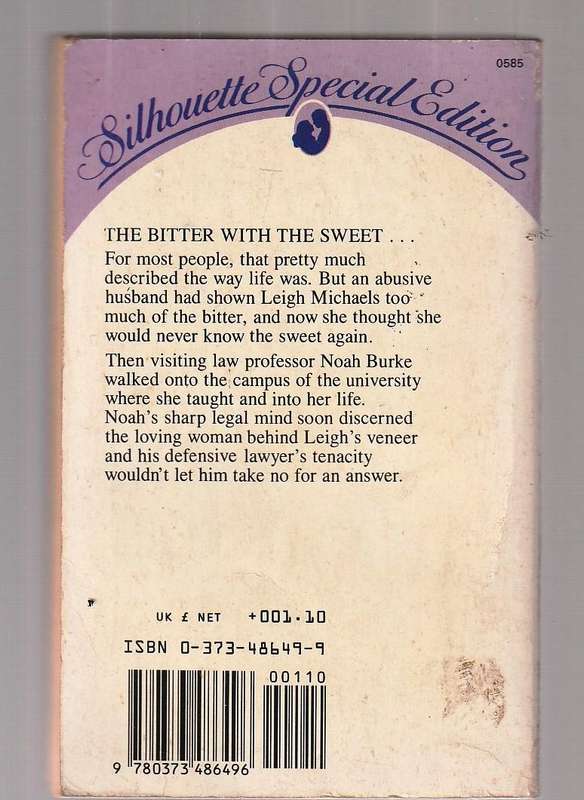 0585
Silhouette Special Edition
THE BITTER WITH THE SWEET . . .
For most people, that pretty much
described the way life was. But an abusive
husband had shown Leigh Michaels too
much of the bitter, and now she thought she
would never know the sweet again.
Then visiting law professor Noah Burke
walked onto the campus of the university
where she taught and into her life.
Noah's sharp legal mind soon discerned
the loving woman behind Leigh's veneer
and his defensive lawyer's tenacity
wouldn't let him take no for an answer.
UK £ NET +001.10
ISBN 0-373-48649-9
00110
9 780373 486496